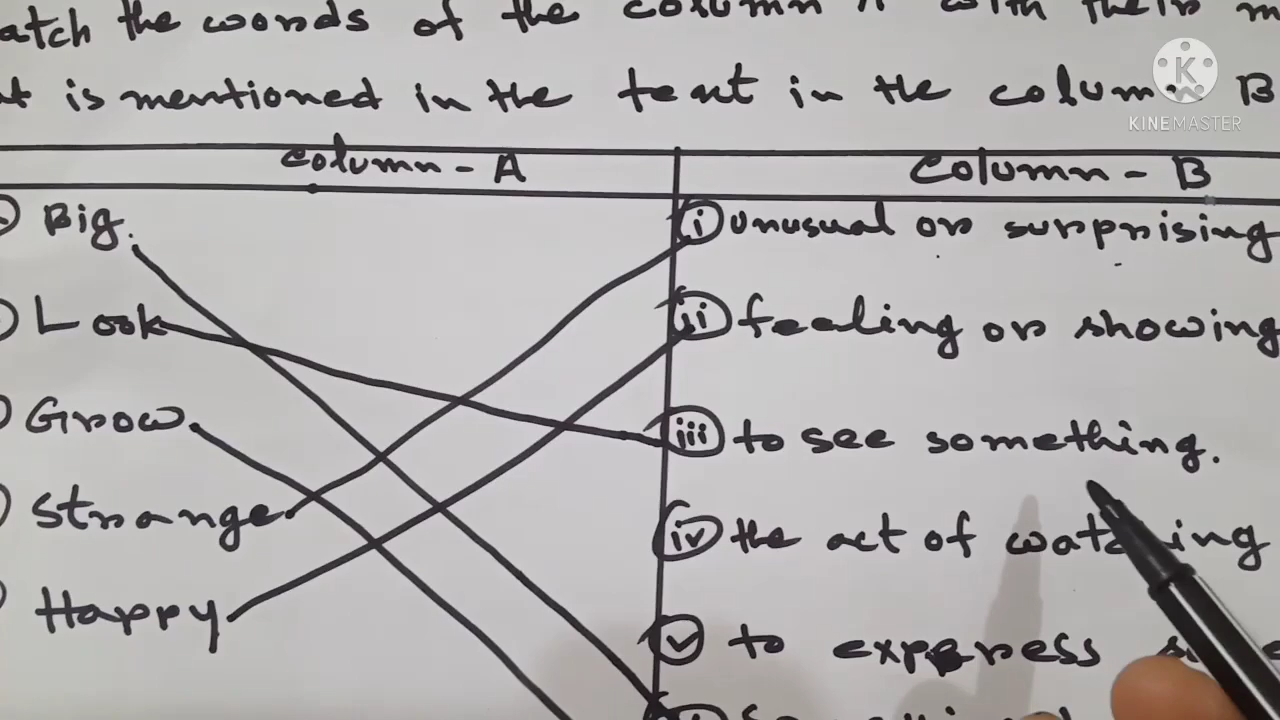 atch the words of the column A with their m
at is mentioned in the text in the column B
KINEMASTER
column - A column - B
Big. (i) unusual or surprising
Look (ii) feeling or showing
Grow (iii) to see something.
Strange (iv) the act of watching
Happy (v) to express